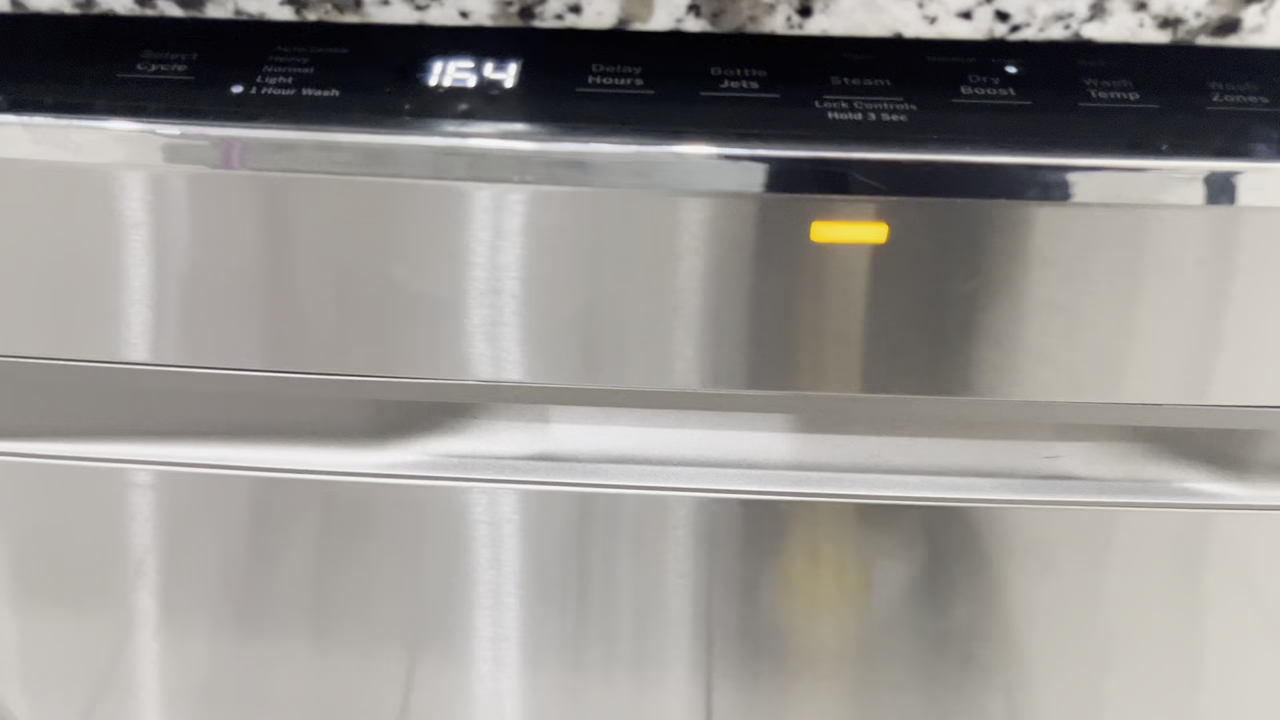 Select
Cycle
AutoSense
Heavy
Normal
Light
1 Hour Wash
164
Delay
Hours
Bottle
Jets
Steam
Lock Controls
Hold 3 Sec
Dry
Boost
Wash
Temp
Wash
Zones